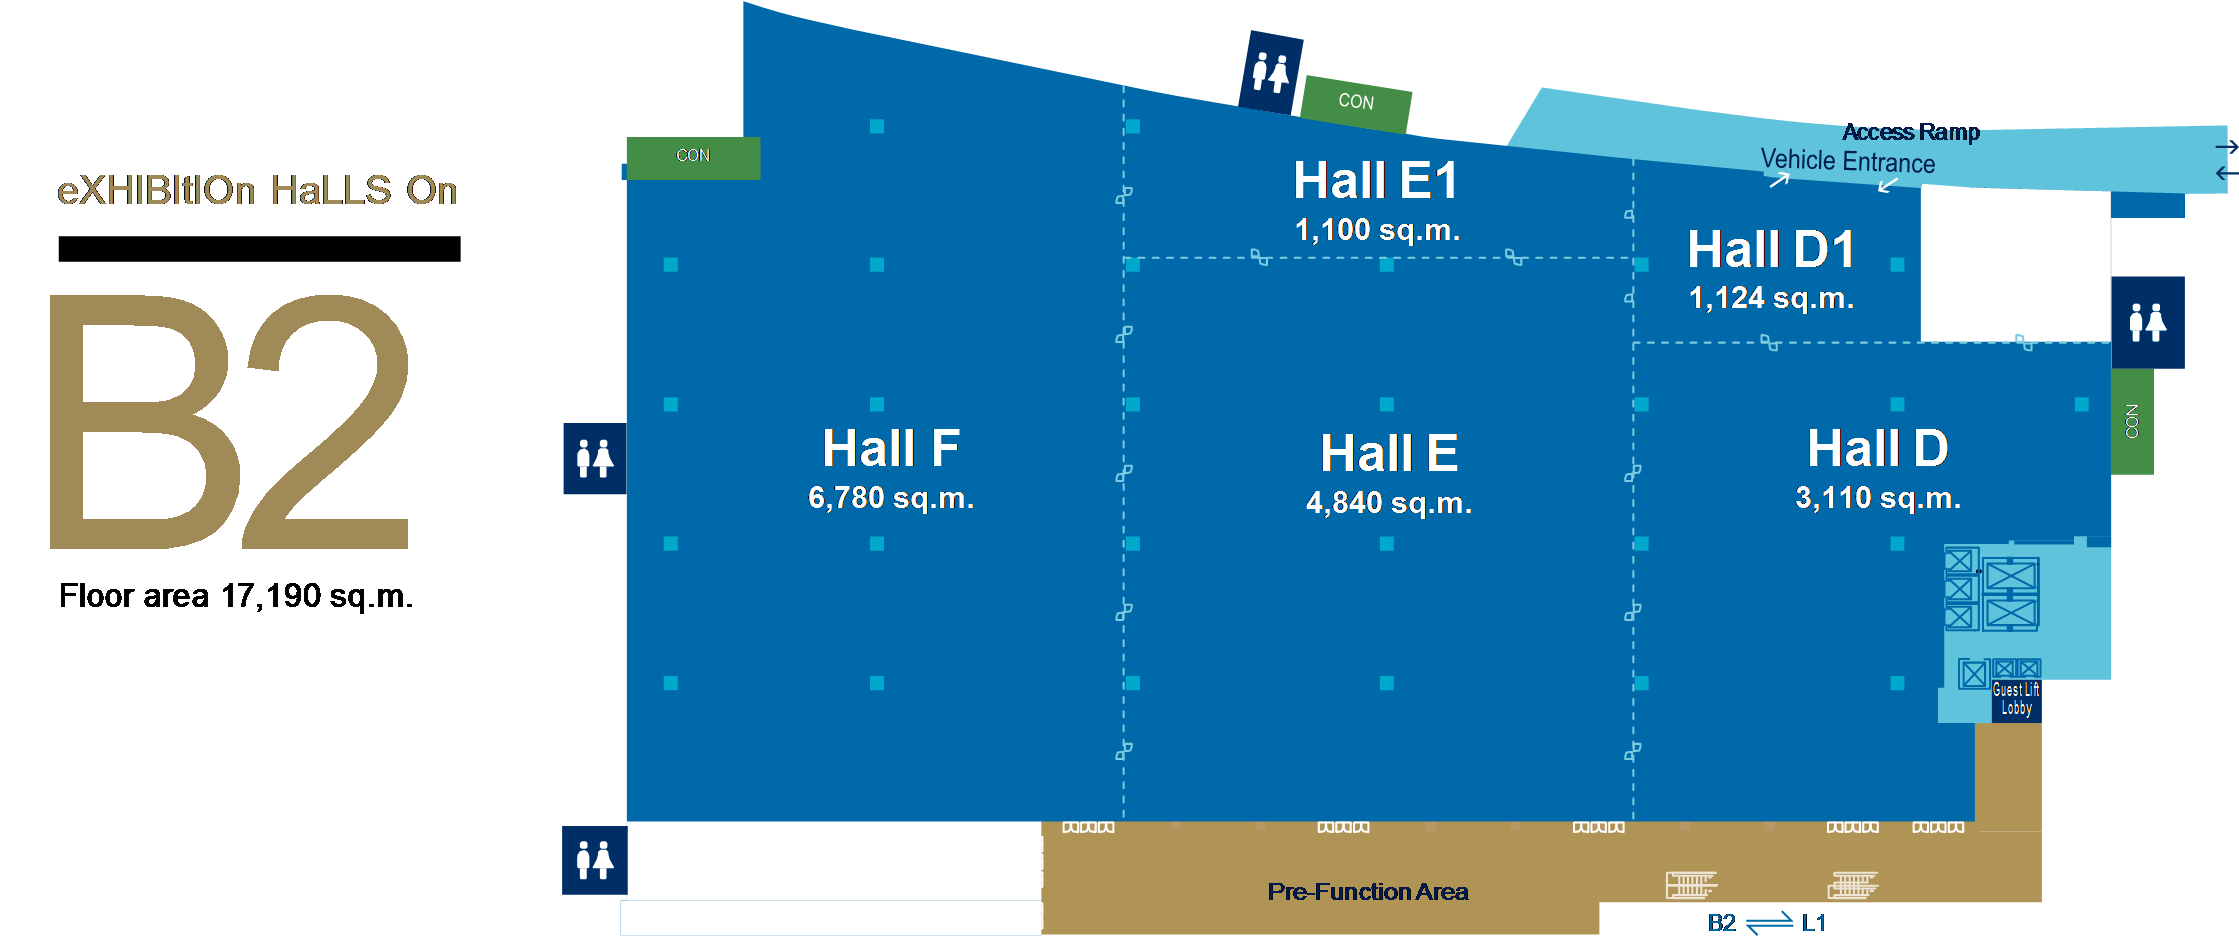 eXHIBItIOn HaLLS On
B2
Floor area 17,190 sq.m.
CON
CON
Access Ramp
Vehicle Entrance
Hall E1
1,100 sq.m.
Hall D1
1,124 sq.m.
Hall F
6,780 sq.m.
Hall E
4,840 sq.m.
Hall D
3,110 sq.m.
CON
Guest Lift
Lobby
Pre-Function Area
B2 L1